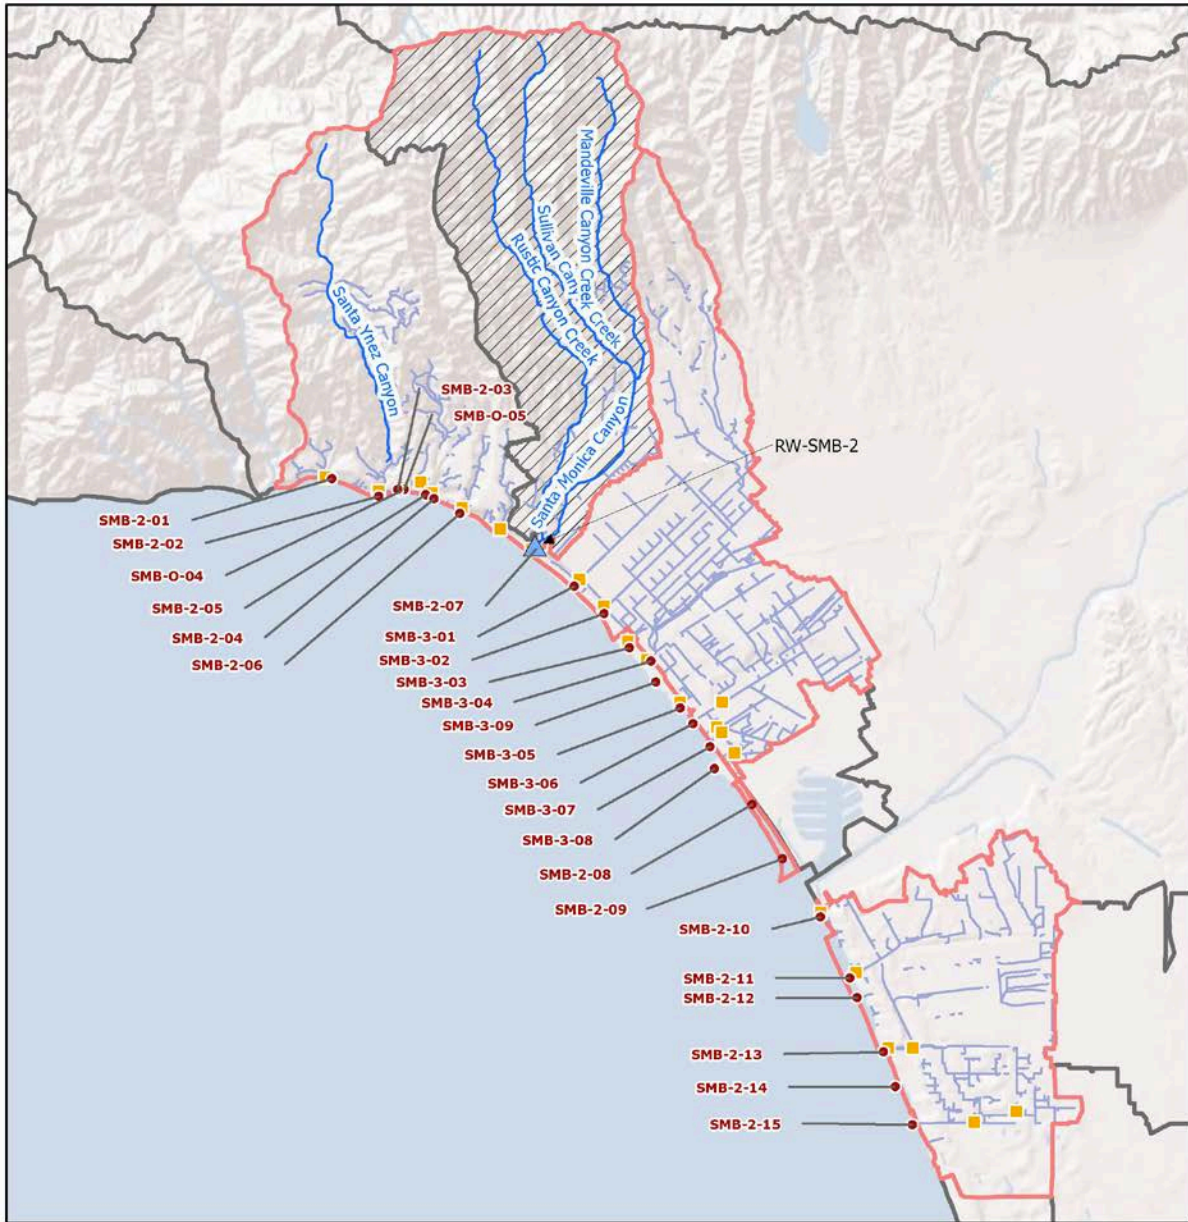 Mandeville Canyon Creek
Sullivan Cany
Creek
Rustic Canyon Creek
Santa Ynez Canyon
Santa Monica Canyon
SMB-2-03
SMB-O-05
RW-SMB-2
SMB-2-01
SMB-2-02
SMB-O-04
SMB-2-05
SMB-2-04
SMB-2-06
SMB-2-07
SMB-3-01
SMB-3-02
SMB-3-03
SMB-3-04
SMB-3-09
SMB-3-05
SMB-3-06
SMB-3-07
SMB-3-08
SMB-2-08
SMB-2-09
SMB-2-10
SMB-2-11
SMB-2-12
SMB-2-13
SMB-2-14
SMB-2-15